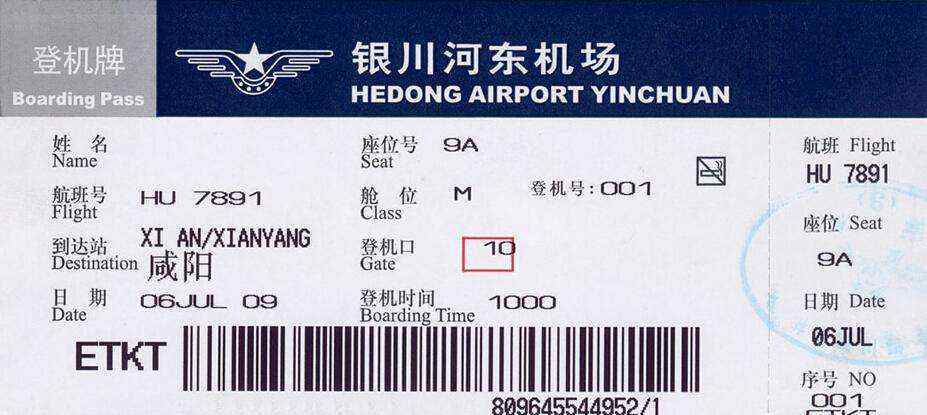 登机牌
Boarding Pass
银川河东机场
HEDONG AIRPORT YINCHUAN
姓 名
Name
座位号 9A
Seat
航班号 HU 7891
Flight
舱 位 M
Class
登机号:001
到达站 XI AN/XIANYANG
Destination 咸阳
登机口 10
Gate
日 期 06JUL 09
Date
登机时间 1000
Boarding Time
ETKT
809645544952/1
航班 Flight
HU 7891
座位 Seat
9A
日期 Date
06JUL
序号 NO
001
ETKT